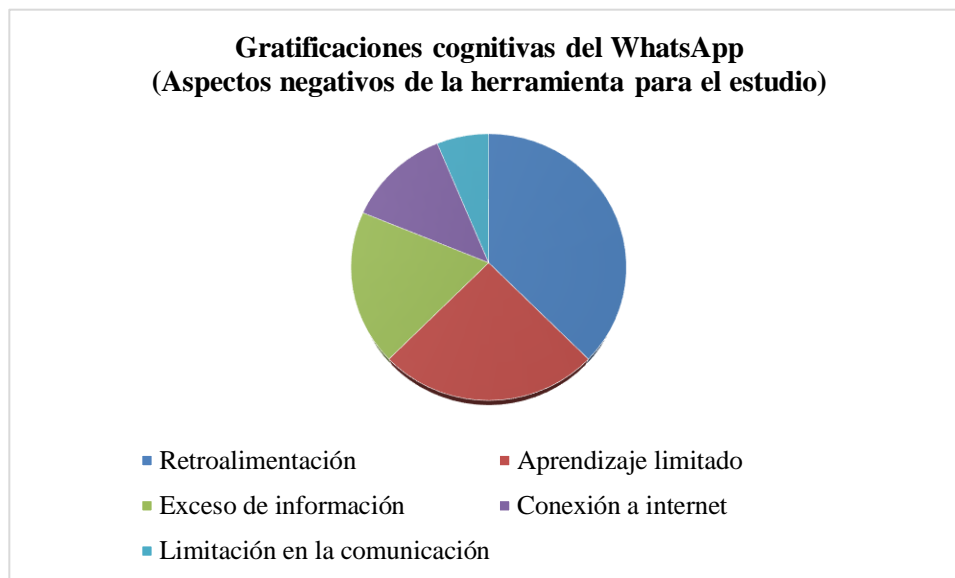 Gratificaciones cognitivas del WhatsApp
(Aspectos negativos de la herramienta para el estudio)
Retroalimentación
Aprendizaje limitado
Exceso de información
Conexión a internet
Limitación en la comunicación